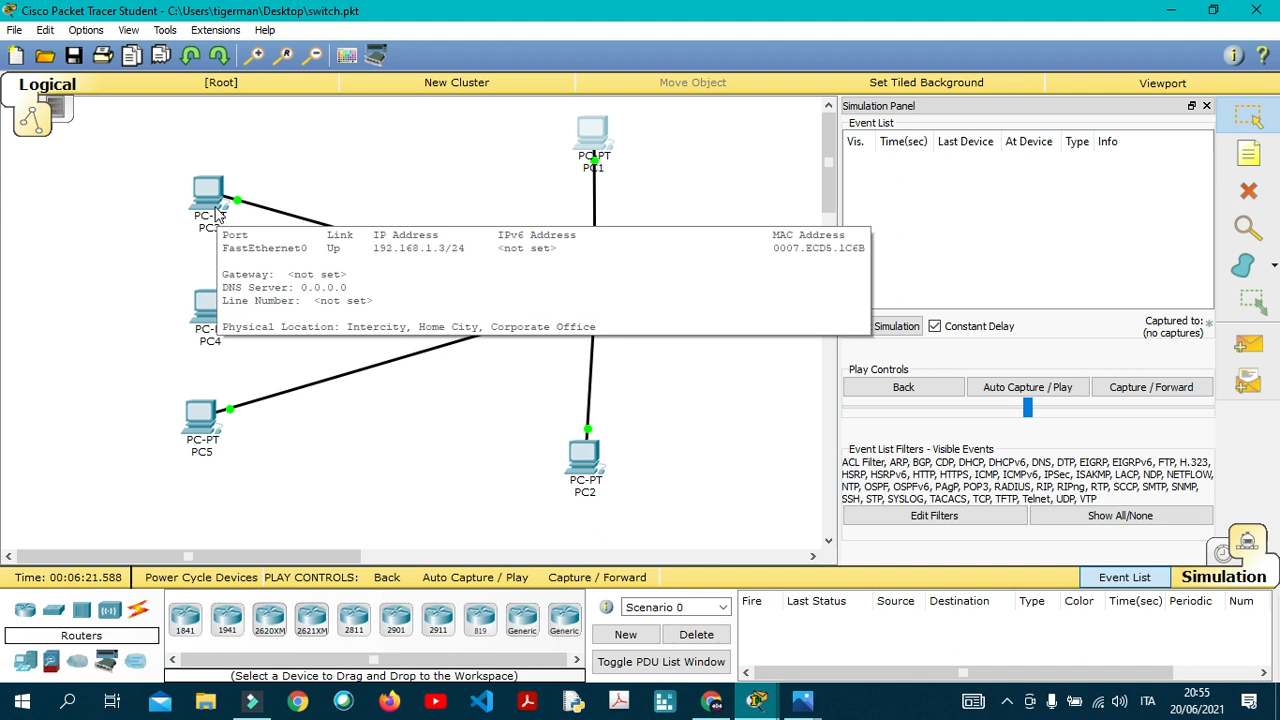 Cisco Packet Tracer Student - C:\Users\tigerman\Desktop\switch.pkt
File Edit Options View Tools Extensions Help
Logical [Root] New Cluster Move Object Set Tiled Background Viewport
Simulation Panel
Event List
Vis. Time(sec) Last Device At Device Type Info
PC-PT
PC1
Port Link IP Address IPv6 Address MAC Address
FastEthernet0 Up 192.168.1.3/24 <not set> 0007.ECD5.1C6B
Gateway: <not set>
DNS Server: 0.0.0.0
Line Number: <not set>
Physical Location: Intercity, Home City, Corporate Office
PC4
PC-PT
PC5
PC-PT
PC2
Simulation Constant Delay
Captured to:
(no captures)
Play Controls
Back Auto Capture / Play Capture / Forward
Event List Filters - Visible Events
ACL Filter, ARP, BGP, CDP, DHCP, DHCPv6, DNS, DTP, EIGRP, EIGRPv6, FTP, H.323,
HSRP, HSRPv6, HTTP, HTTPS, ICMP, ICMPv6, IPSec, ISAKMP, LACP, NDP, NETFLOW,
NTP, OSPF, OSPFv6, PAgP, POP3, RADIUS, RIP, RIPng, RTP, SCCP, SMTP, SNMP,
SSH, STP, SYSLOG, TACACS, TCP, TFTP, Telnet, UDP, VTP
Edit Filters Show All/None
Time: 00:06:21.588 Power Cycle Devices PLAY CONTROLS: Back Auto Capture / Play Capture / Forward Event List Simulation
Routers
1841 1941 2620XM 2621XM 2811 2901 2911 819 Generic Generic
(Select a Device to Drag and Drop to the Workspace)
Scenario 0
New Delete
Toggle PDU List Window
Fire Last Status Source Destination Type Color Time(sec) Periodic Num
ITA
20:55
20/06/2021